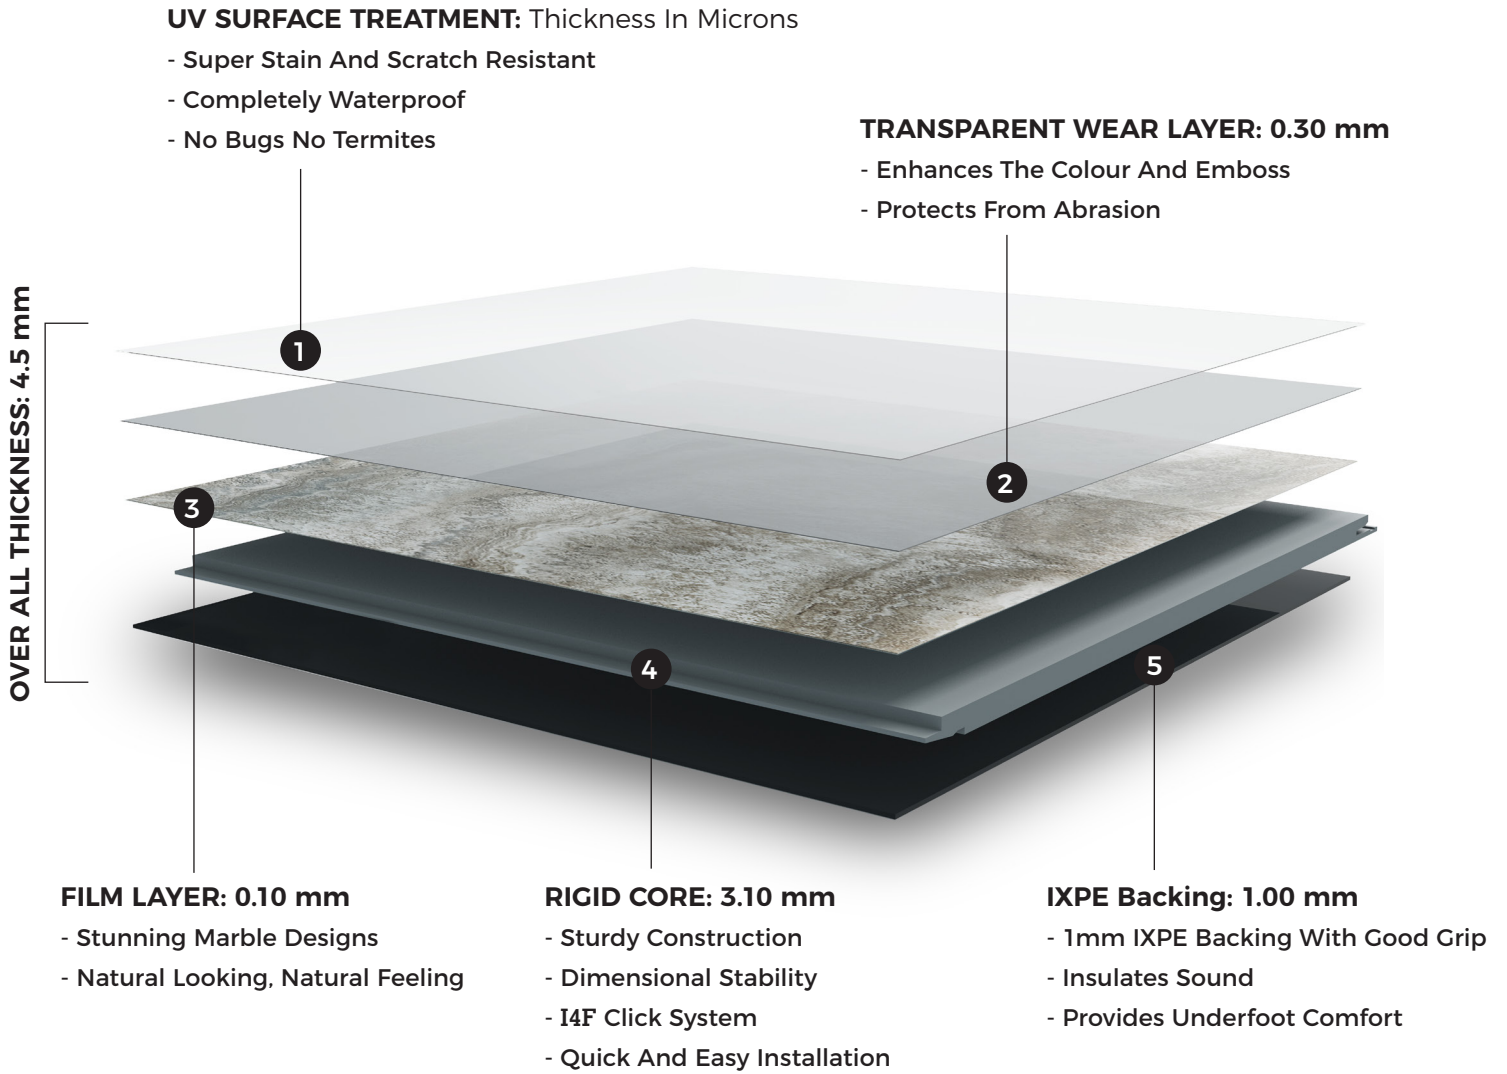 UV SURFACE TREATMENT: Thickness In Microns
- Super Stain And Scratch Resistant
- Completely Waterproof
- No Bugs No Termites
TRANSPARENT WEAR LAYER: 0.30 mm
- Enhances The Colour And Emboss
- Protects From Abrasion
OVER ALL THICKNESS: 4.5 mm
1
2
3
4
5
FILM LAYER: 0.10 mm
- Stunning Marble Designs
- Natural Looking, Natural Feeling
RIGID CORE: 3.10 mm
- Sturdy Construction
- Dimensional Stability
- I4F Click System
- Quick And Easy Installation
IXPE Backing: 1.00 mm
- 1mm IXPE Backing With Good Grip
- Insulates Sound
- Provides Underfoot Comfort